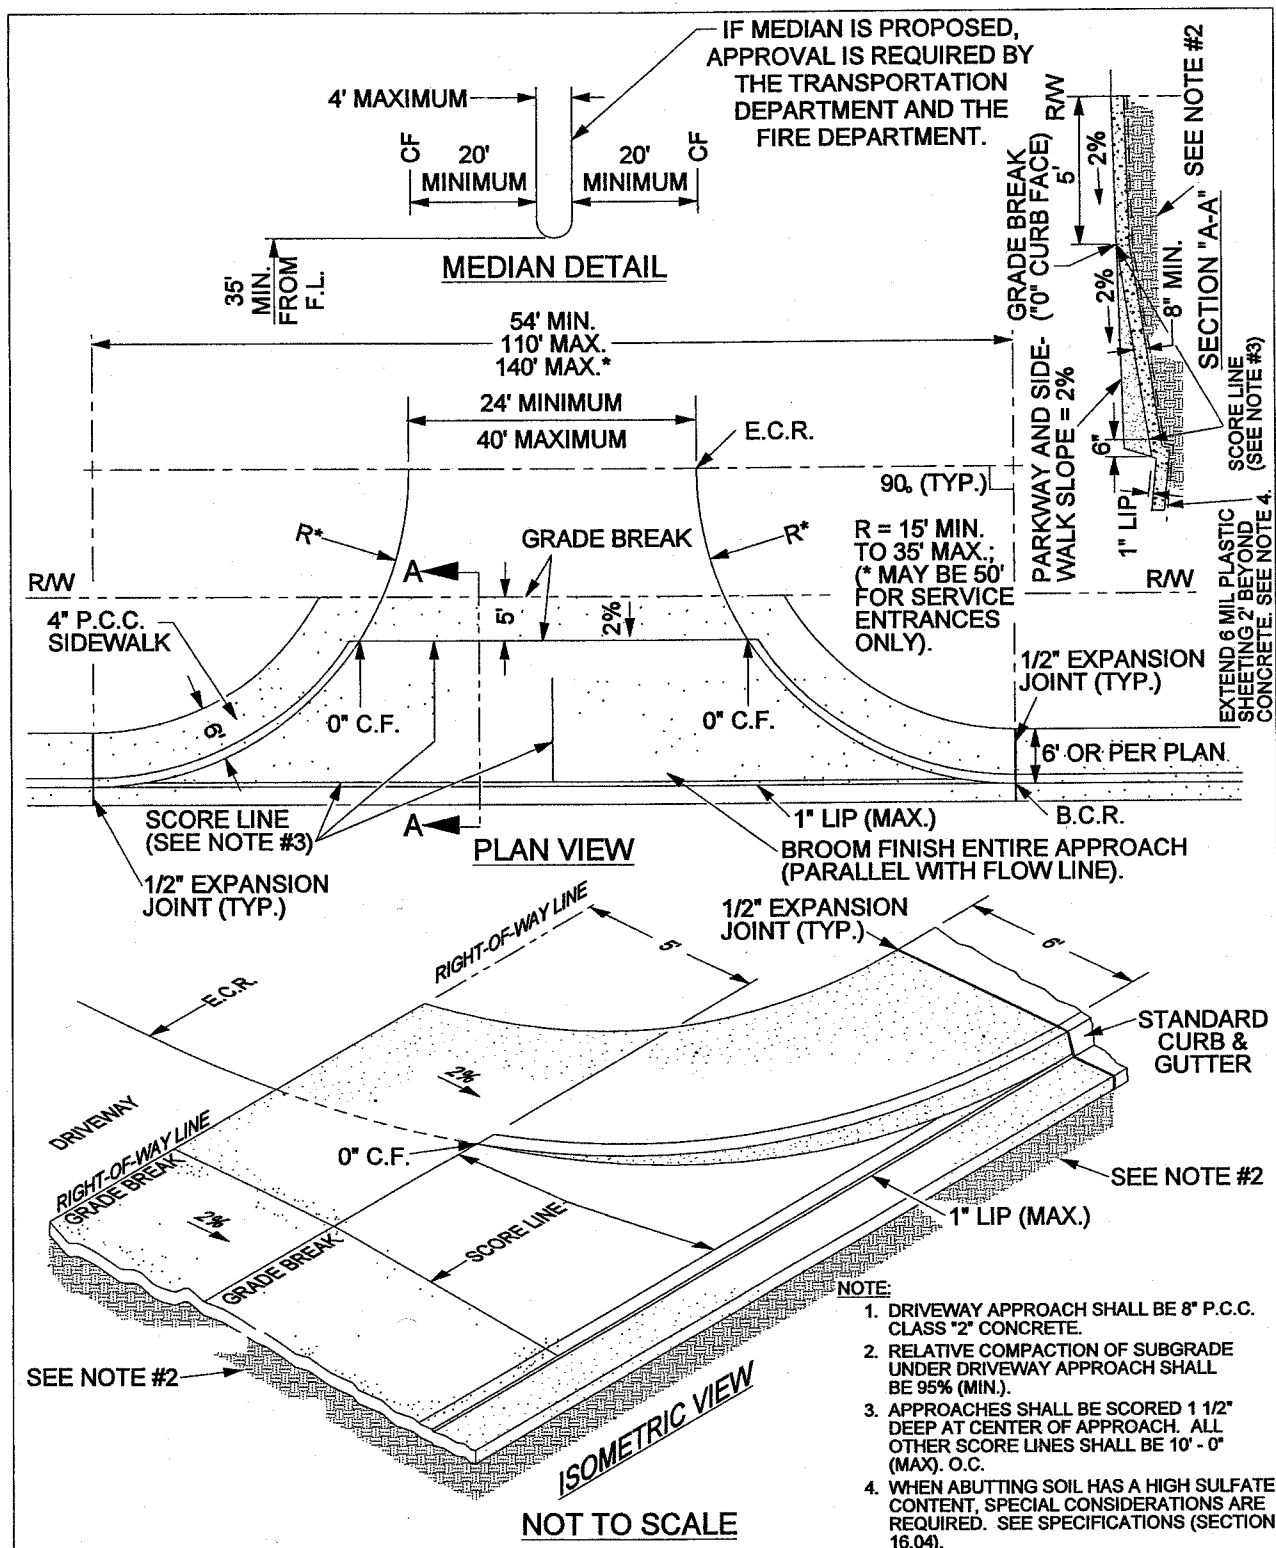 IF MEDIAN IS PROPOSED,
APPROVAL IS REQUIRED BY
THE TRANSPORTATION
DEPARTMENT AND THE
FIRE DEPARTMENT.
4' MAXIMUM
CF
20'
MINIMUM
20'
MINIMUM
CF
35'
MIN.
FROM
F.L.
MEDIAN DETAIL
R/W
5'
2%
SEE NOTE #2
GRADE BREAK
("0" CURB FACE)
2%
8" MIN.
SECTION "A-A"
PARKWAY AND SIDE-
WALK SLOPE = 2%
6"
1" LIP
SCORE LINE
(SEE NOTE #3)
54' MIN.
110' MAX.
140' MAX.*
24' MINIMUM
40' MAXIMUM
E.C.R.
90° (TYP.)
R*
GRADE BREAK
R*
R = 15' MIN.
TO 35' MAX.;
(* MAY BE 50'
FOR SERVICE
ENTRANCES
ONLY).
A
R/W
R/W
4" P.C.C.
SIDEWALK
5'
2%
EXTEND 6 MIL PLASTIC
SHEETING 2' BEYOND
CONCRETE. SEE NOTE 4.
1/2" EXPANSION
JOINT (TYP.)
6'
0" C.F.
0" C.F.
6' OR PER PLAN
SCORE LINE
(SEE NOTE #3)
A
1" LIP (MAX.)
B.C.R.
PLAN VIEW
BROOM FINISH ENTIRE APPROACH
(PARALLEL WITH FLOW LINE).
1/2" EXPANSION
JOINT (TYP.)
RIGHT-OF-WAY LINE
1/2" EXPANSION
JOINT (TYP.)
5'
6'
E.C.R.
STANDARD
CURB &
GUTTER
2%
DRIVEWAY
RIGHT-OF-WAY LINE
GRADE BREAK
0" C.F.
SEE NOTE #2
2%
SCORE LINE
1" LIP (MAX.)
GRADE BREAK
SEE NOTE #2
ISOMETRIC VIEW
NOT TO SCALE
NOTE:
1. DRIVEWAY APPROACH SHALL BE 8" P.C.C.
CLASS "2" CONCRETE.
2. RELATIVE COMPACTION OF SUBGRADE
UNDER DRIVEWAY APPROACH SHALL
BE 95% (MIN.).
3. APPROACHES SHALL BE SCORED 1 1/2"
DEEP AT CENTER OF APPROACH. ALL
OTHER SCORE LINES SHALL BE 10' - 0"
(MAX). O.C.
4. WHEN ABUTTING SOIL HAS A HIGH SULFATE
CONTENT, SPECIAL CONSIDERATIONS ARE
REQUIRED. SEE SPECIFICATIONS (SECTION
16.04).